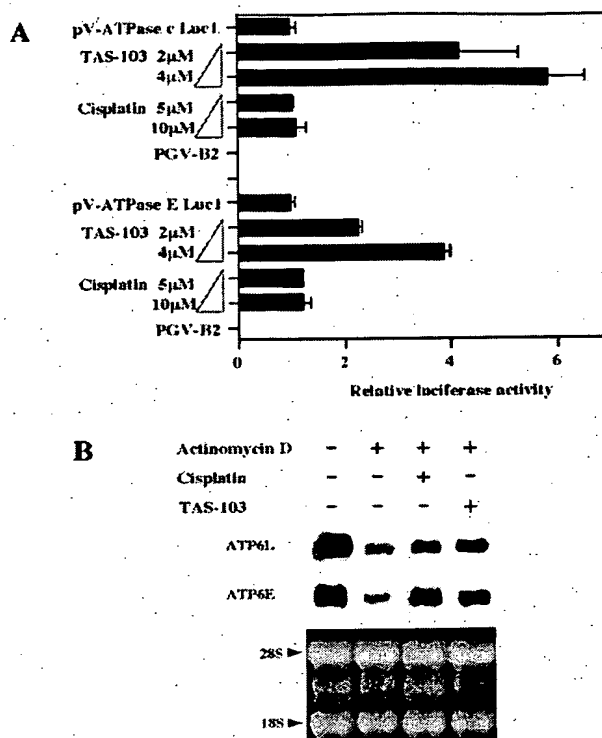 A
pV-ATPase c Luc1
TAS-103 2μM
4μM
Cisplatin 5μM
10μM
PGV-B2
pV-ATPase E Luc1
TAS-103 2μM
4μM
Cisplatin 5μM
10μM
PGV-B2
0 2 4 6
Relative luciferase activity
B
Actinomycin D - + + +
Cisplatin - - + -
TAS-103 - - - +
ATP6L
ATP6E
28S
18S